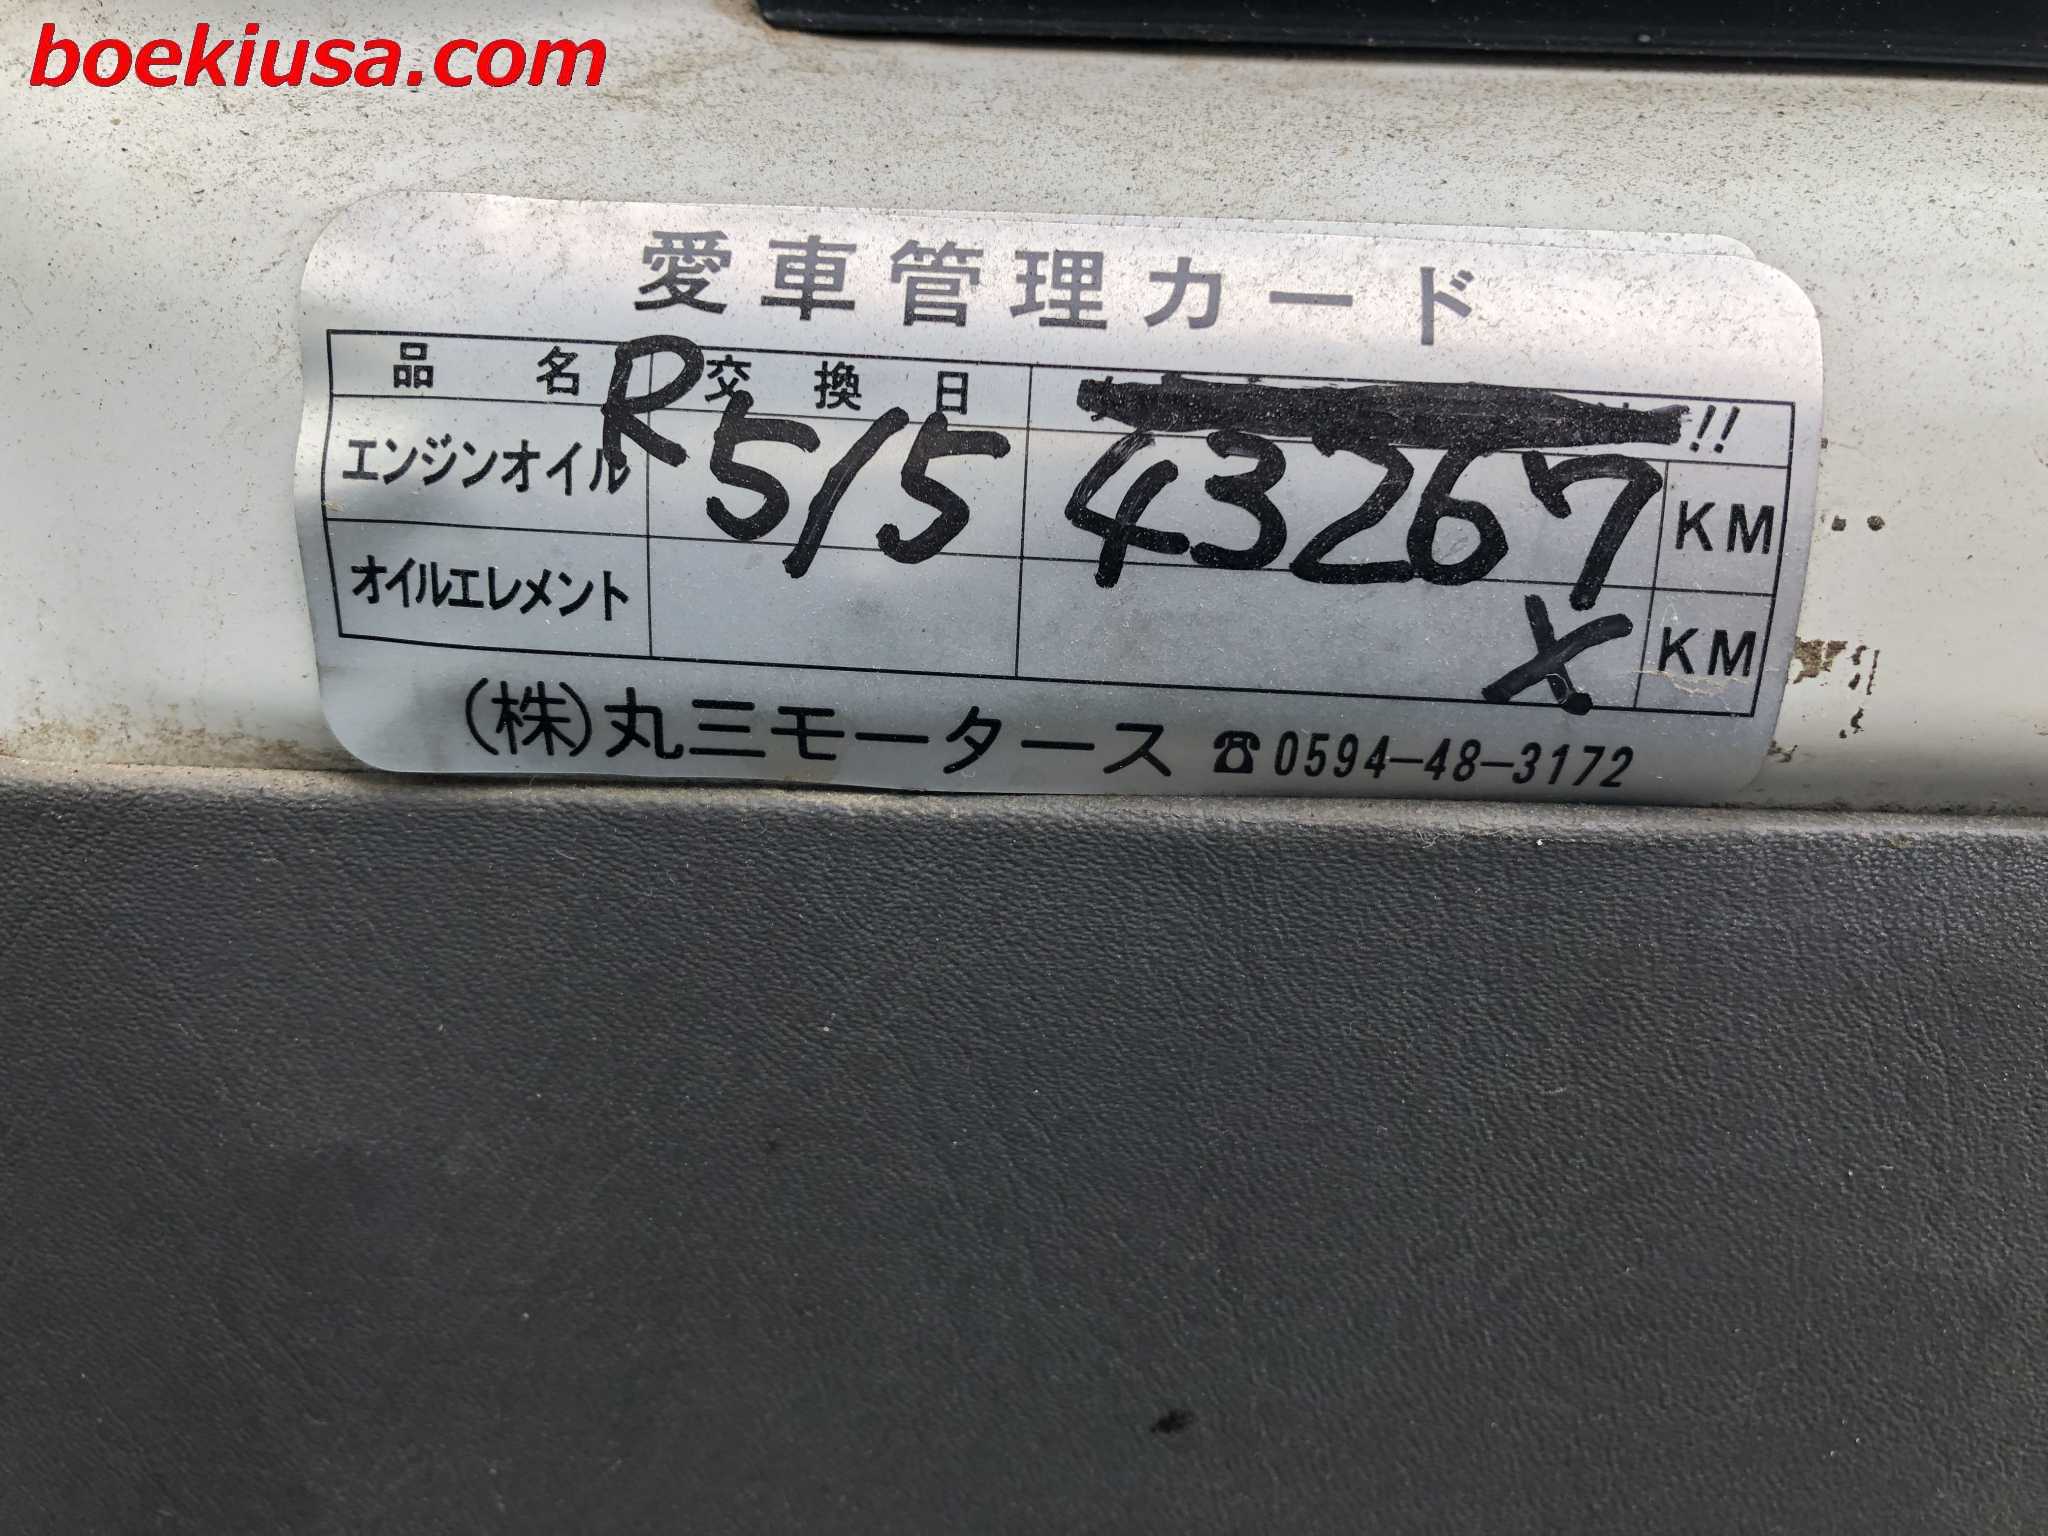 boekiusa.com
愛車管理カード
品名 交換日 !!
エンジンオイル R5/5 43267 KM
オイルエレメント X KM
(株)丸三モータース ☎0594-48-3172